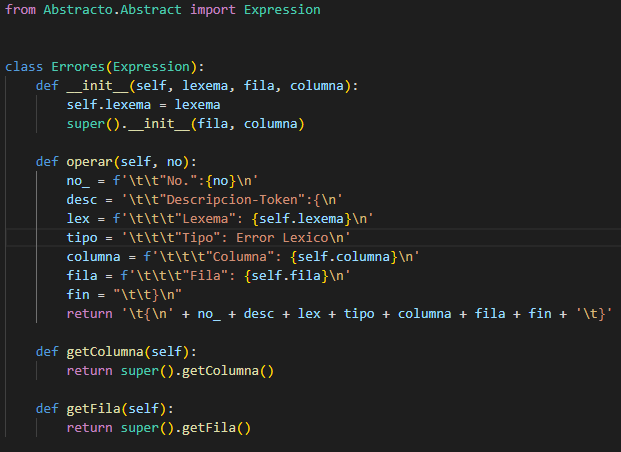 from Abstracto.Abstract import Expression
class Errores(Expression):
    def __init__(self, lexema, fila, columna):
        self.lexema = lexema
        super().__init__(fila, columna)
    def operar(self, no):
        no_ = f'\t\t"No.":{no}\n'
        desc = '\t\t"Descripcion-Token":{\n'
        lex = f'\t\t\t"Lexema": {self.lexema}\n'
        tipo = '\t\t\t"Tipo": Error Lexico\n'
        columna = f'\t\t\t"Columna": {self.columna}\n'
        fila = f'\t\t\t"Fila": {self.fila}\n'
        fin = "\t\t}\n"
        return '\t{\n' + no_ + desc + lex + tipo + columna + fila + fin + '\t}'
    def getColumna(self):
        return super().getColumna()
    def getFila(self):
        return super().getFila()